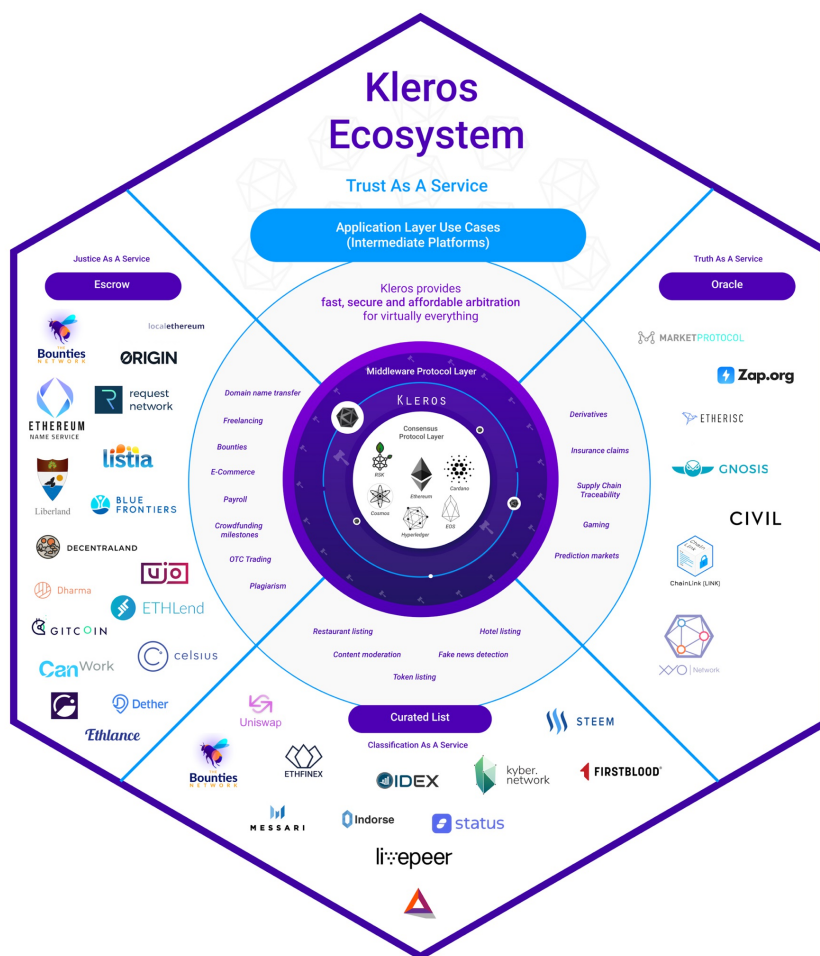 Kleros
Ecosystem
Trust As A Service
Application Layer Use Cases
(Intermediate Platforms)
Kleros provides
fast, secure and affordable arbitration
for virtually everything
Justice As A Service
Escrow
THE
Bounties
NETWORK
localethereum
ØRIGIN
ETHEREUM
NAME SERVICE
request
network
listia
Liberland
BLUE
FRONTIERS
DECENTRALAND
ujo
Dharma
ETHLend
GITCOIN
celsius
CanWork
Dether
Ethlance
Domain name transfer
Freelancing
Bounties
E-Commerce
Payroll
Crowdfunding
milestones
OTC Trading
Plagiarism
Middleware Protocol Layer
KLEROS
Consensus
Protocol Layer
RSK
Ethereum
Cardano
Cosmos
Hyperledger
EOS
Derivatives
Insurance claims
Supply Chain
Traceability
Gaming
Prediction markets
Truth As A Service
Oracle
MARKETPROTOCOL
Zap.org
ETHERISC
GNOSIS
CIVIL
Chain
Link
ChainLink (LINK)
XYO | Network
Restaurant listing
Hotel listing
Content moderation
Fake news detection
Token listing
Curated List
Classification As A Service
Uniswap
STEEM
THE
Bounties
NETWORK
ETHFINEX
IDEX
kyber.
network
FIRSTBLOOD®
MESSARI
Indorse
status
livepeer